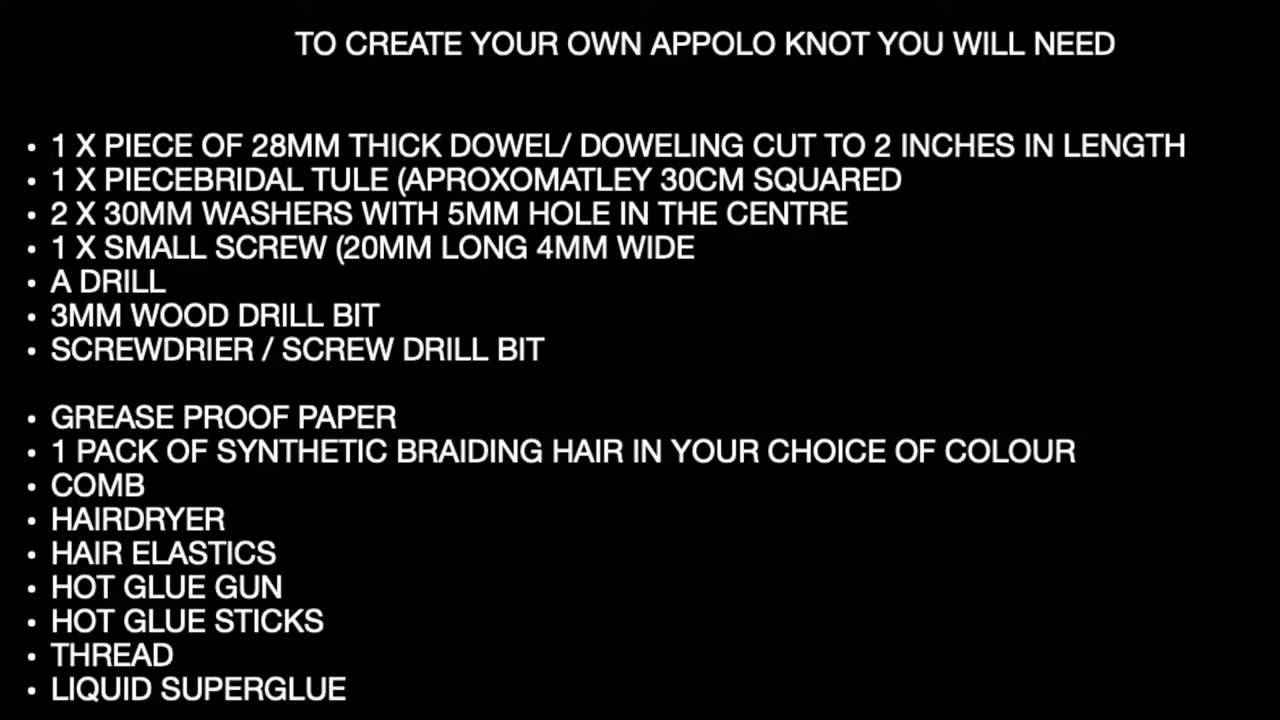 TO CREATE YOUR OWN APPOLO KNOT YOU WILL NEED
• 1 X PIECE OF 28MM THICK DOWEL/ DOWELING CUT TO 2 INCHES IN LENGTH
• 1 X PIECEBRIDAL TULE (APROXOMATLEY 30CM SQUARED
• 2 X 30MM WASHERS WITH 5MM HOLE IN THE CENTRE
• 1 X SMALL SCREW (20MM LONG 4MM WIDE
• A DRILL
• 3MM WOOD DRILL BIT
• SCREWDRIER / SCREW DRILL BIT
• GREASE PROOF PAPER
• 1 PACK OF SYNTHETIC BRAIDING HAIR IN YOUR CHOICE OF COLOUR
• COMB
• HAIRDRYER
• HAIR ELASTICS
• HOT GLUE GUN
• HOT GLUE STICKS
• THREAD
• LIQUID SUPERGLUE